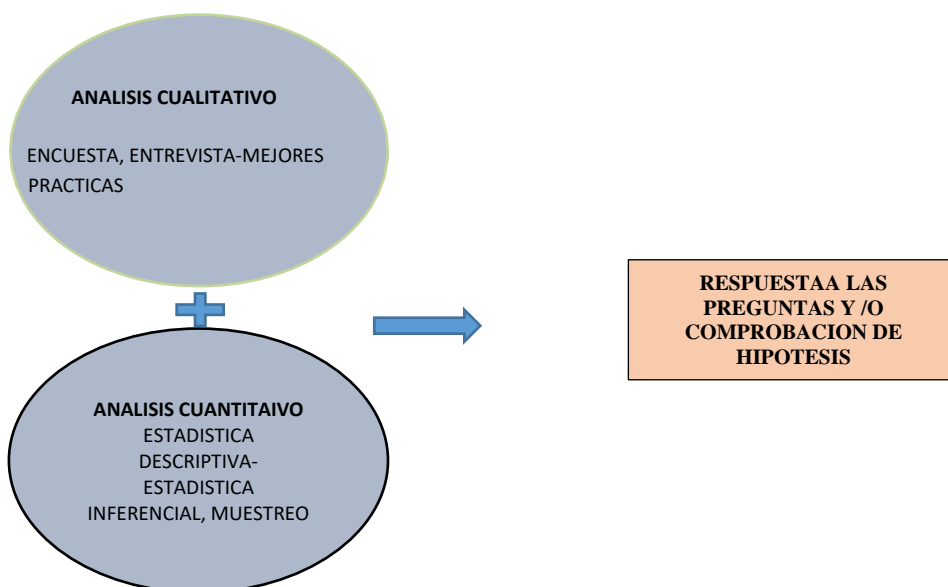 ANALISIS CUALITATIVO
ENCUESTA, ENTREVISTA-MEJORES
PRACTICAS
ANALISIS CUANTITAIVO
ESTADISTICA
DESCRIPTIVA-
ESTADISTICA
INFERENCIAL, MUESTREO
RESPUESTAA LAS
PREGUNTAS Y /O
COMPROBACION DE
HIPOTESIS